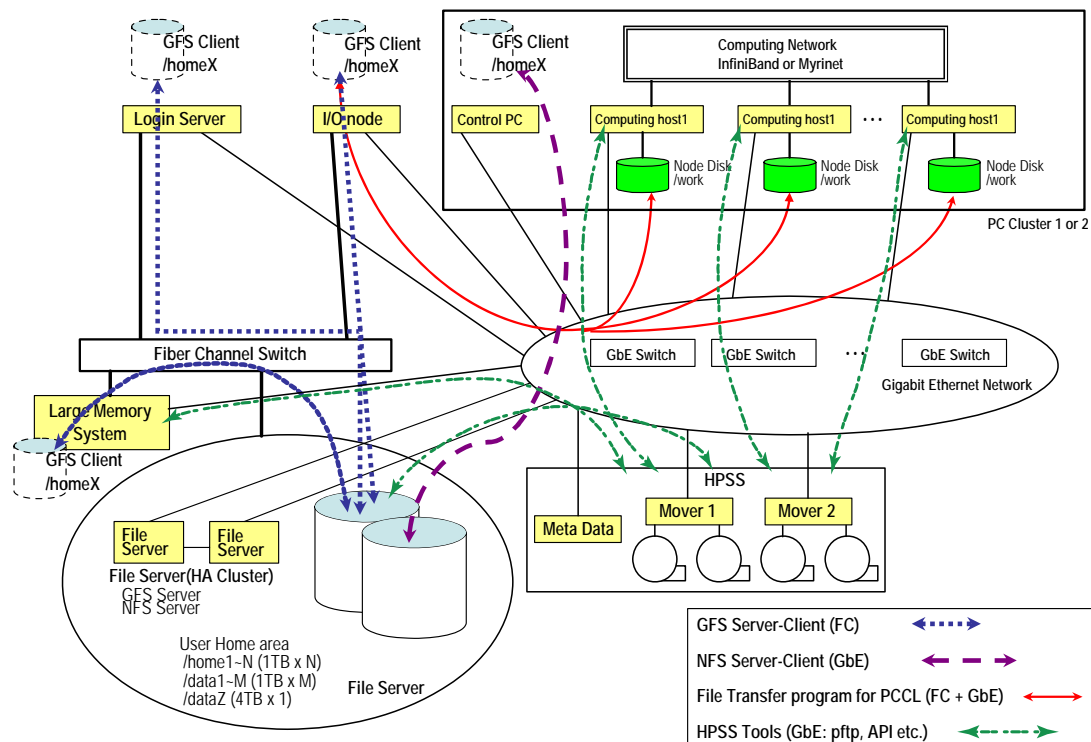 GFS Client
/homeX
GFS Client
/homeX
GFS Client
/homeX
Computing Network
InfiniBand or Myrinet
Login Server
I/O node
Control PC
Computing host1
Computing host1
...
Computing host1
Node Disk
/work
Node Disk
/work
Node Disk
/work
PC Cluster 1 or 2
Fiber Channel Switch
GbE Switch
GbE Switch
...
GbE Switch
Gigabit Ethernet Network
Large Memory
System
GFS Client
/homeX
HPSS
Meta Data
Mover 1
Mover 2
File
Server
File
Server
File Server(HA Cluster)
GFS Server
NFS Server
User Home area
/home1~N (1TB x N)
/data1~M (1TB x M)
/dataZ (4TB x 1)
File Server
GFS Server-Client (FC)
NFS Server-Client (GbE)
File Transfer program for PCCL (FC + GbE)
HPSS Tools (GbE: pftp, API etc.)